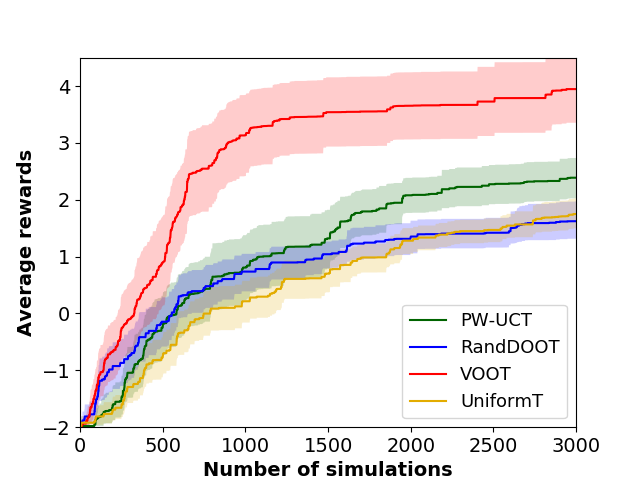 4
3
2
1
0
−1
−2
0 500 1000 1500 2000 2500 3000
Average rewards
Number of simulations
PW-UCT
RandDOOT
VOOT
UniformT